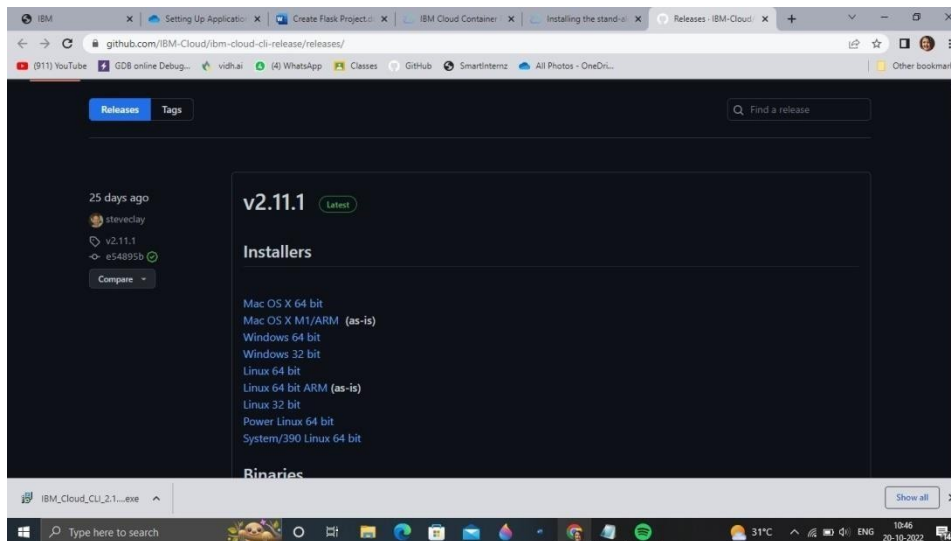 IBM
Setting Up Applicatio
Create Flask Project.d
IBM Cloud Container
Installing the stand-al
Releases · IBM-Cloud/
github.com/IBM-Cloud/ibm-cloud-cli-release/releases/
(911) YouTube
GDB online Debug...
vidh.ai
(4) WhatsApp
Classes
GitHub
SmartInternz
All Photos - OneDri...
Other bookmar
Releases
Tags
Find a release
25 days ago
steveclay
v2.11.1
e54895b
Compare
v2.11.1
Latest
Installers
Mac OS X 64 bit
Mac OS X M1/ARM (as-is)
Windows 64 bit
Windows 32 bit
Linux 64 bit
Linux 64 bit ARM (as-is)
Linux 32 bit
Power Linux 64 bit
System/390 Linux 64 bit
Binaries
IBM_Cloud_CLI_2.1....exe
Show all
Type here to search
31°C
ENG
10:46
20-10-2022